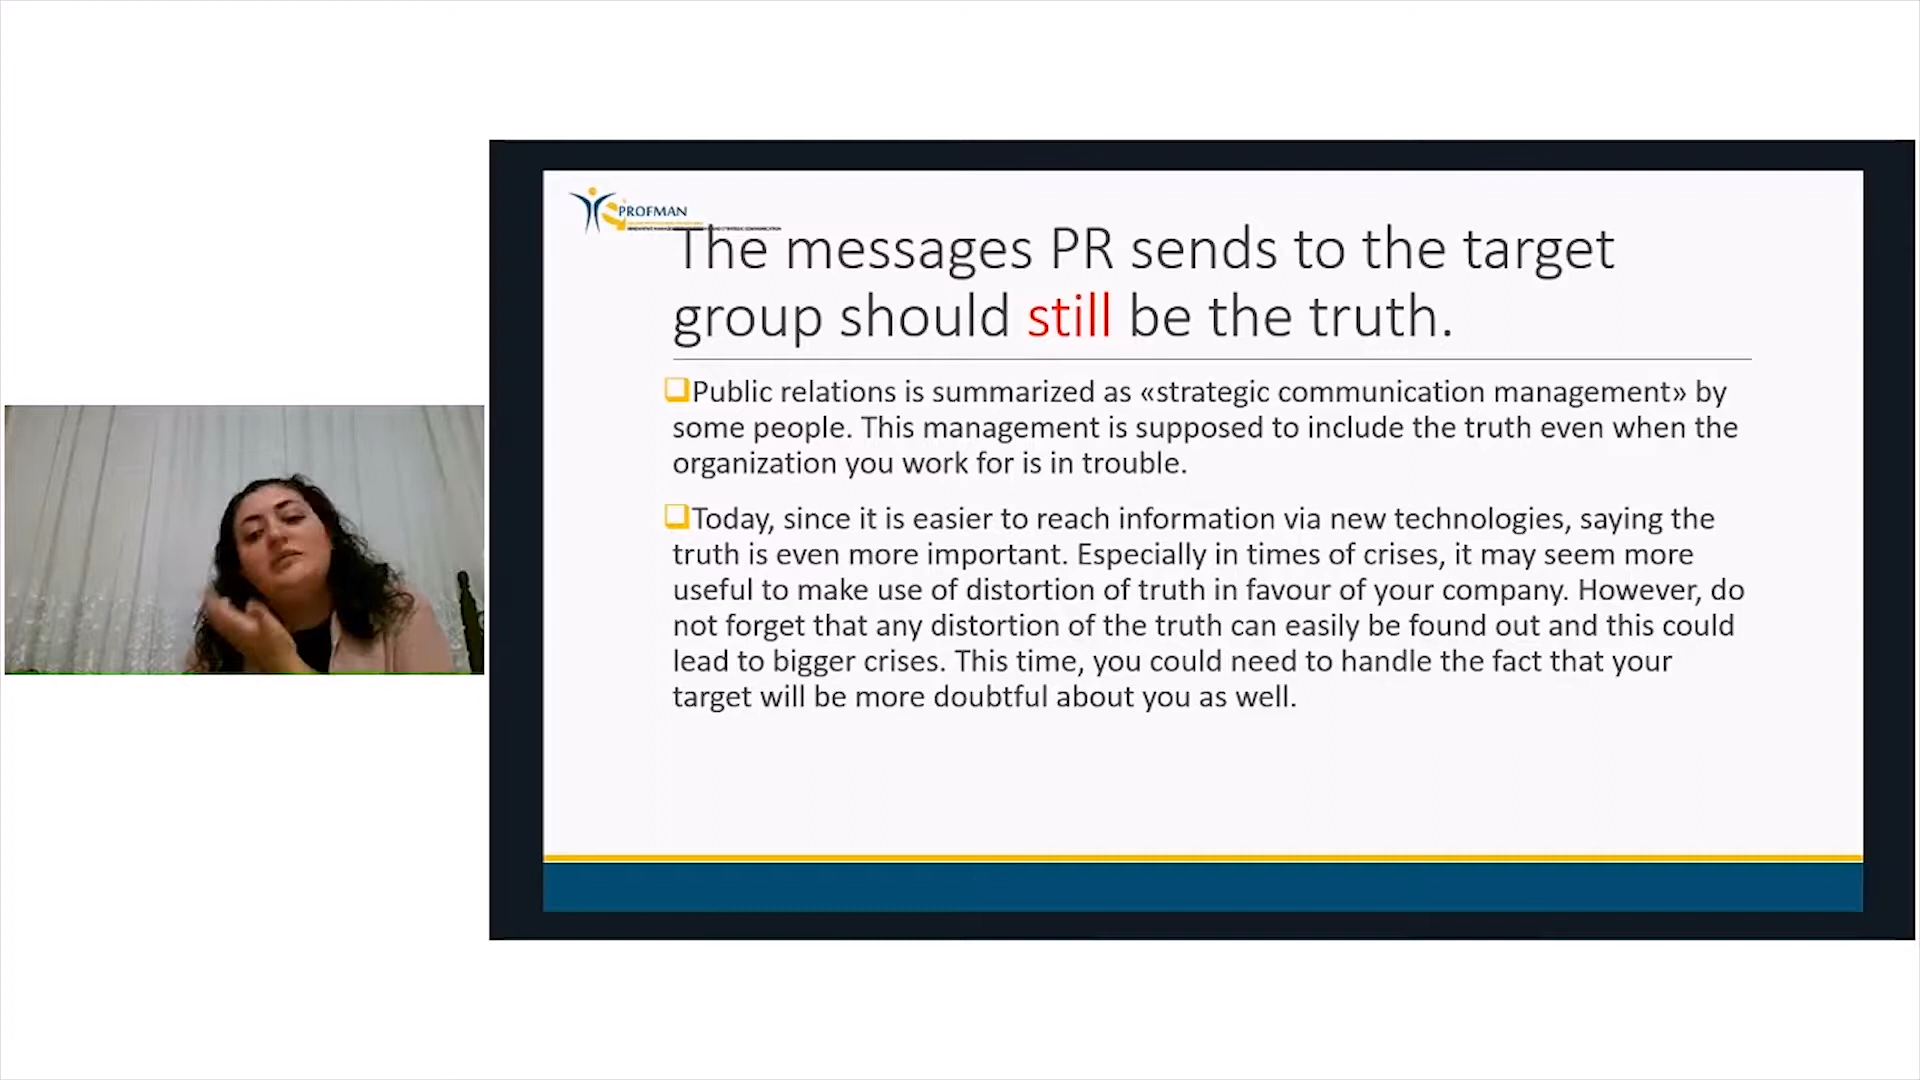 PROFMAN
The messages PR sends to the target
group should still be the truth.
Public relations is summarized as «strategic communication management» by
some people. This management is supposed to include the truth even when the
organization you work for is in trouble.
Today, since it is easier to reach information via new technologies, saying the
truth is even more important. Especially in times of crises, it may seem more
useful to make use of distortion of truth in favour of your company. However, do
not forget that any distortion of the truth can easily be found out and this could
lead to bigger crises. This time, you could need to handle the fact that your
target will be more doubtful about you as well.